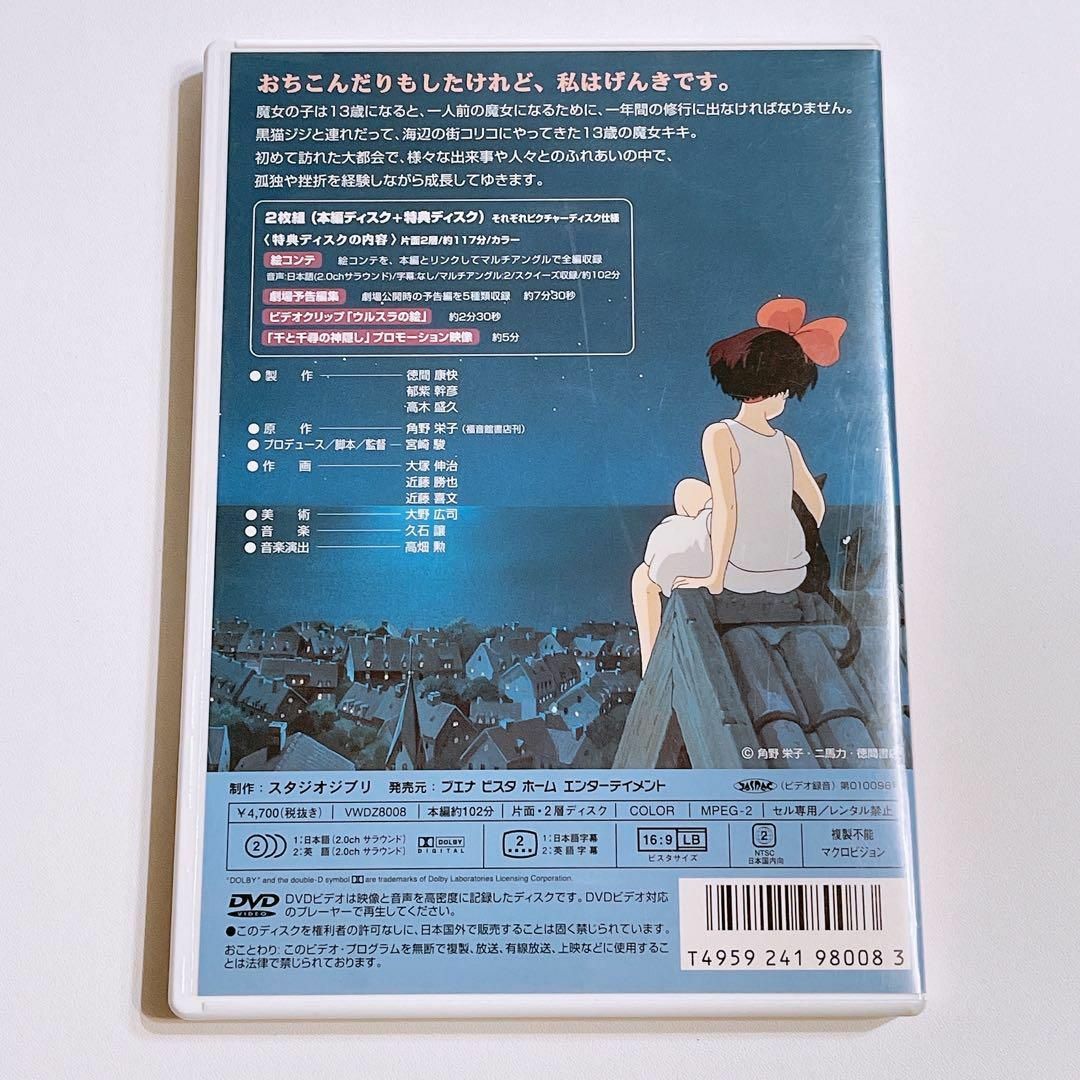 おちこんだりもしたけれど、私はげんきです。
魔女の子は13歳になると、一人前の魔女になるために、一年間の修行に出なければなりません。
黒猫ジジと連れだって、海辺の街コリコにやってきた13歳の魔女キキ。
初めて訪れた大都会で、様々な出来事や人々とのふれあいの中で、
孤独や挫折を経験しながら成長してゆきます。
2枚組(本編ディスク+特典ディスク) それぞれピクチャーディスク仕様
〈特典ディスクの内容〉片面2層/約117分/カラー
絵コンテ 絵コンテを、本編とリンクしてマルチアングルで全編収録
音声:日本語(2.0chサラウンド)/字幕:なし/マルチアングル:2/スクイーズ収録/約102分
劇場予告編集 劇場公開時の予告編を5種類収録 約7分30秒
ビデオクリップ「ウルスラの絵」 約2分30秒
「千と千尋の神隠し」プロモーション映像 約5分
●製 作 徳間 康快
郁紫 幹彦
高木 盛久
●原 作 角野 栄子(福音館書店刊)
●プロデュース/脚本/監督 宮崎 駿
●作 画 大塚 伸治
近藤 勝也
近藤 喜文
●美 術 大野 広司
●音 楽 久石 譲
●音楽演出 高畑 勲
© 角野 栄子・二馬力・徳間書店
制作:スタジオジブリ 発売元:ブエナ ビスタ ホーム エンターテイメント
JASRAC (ビデオ録音)第010096
¥4,700(税抜き) VWDZ8008 本編約102分 片面・2層ディスク COLOR MPEG-2 セル専用/レンタル禁止
2 1:日本語(2.0ch サラウンド)
2:英 語(2.0ch サラウンド)
DOLBY DIGITAL
2 1:日本語字幕
2:英語字幕
16:9 LB
ビスタサイズ
2
NTSC
日本国内向
複製不能
マクロビジョン
"DOLBY" and the double-D symbol are trademarks of Dolby Laboratories Licensing Corporation.
DVD VIDEO
DVDビデオは映像と音声を高密度に記録したディスクです。DVDビデオ対応
のプレーヤーで再生してください。
●このディスクを権利者の許可なしに、日本国外で販売することは固く禁じられています。
おことわり:このビデオ・プログラムを無断で複製、放送、有線放送、上映などに使用するこ
とは法律で禁じられております。
T4959 241 98008 3